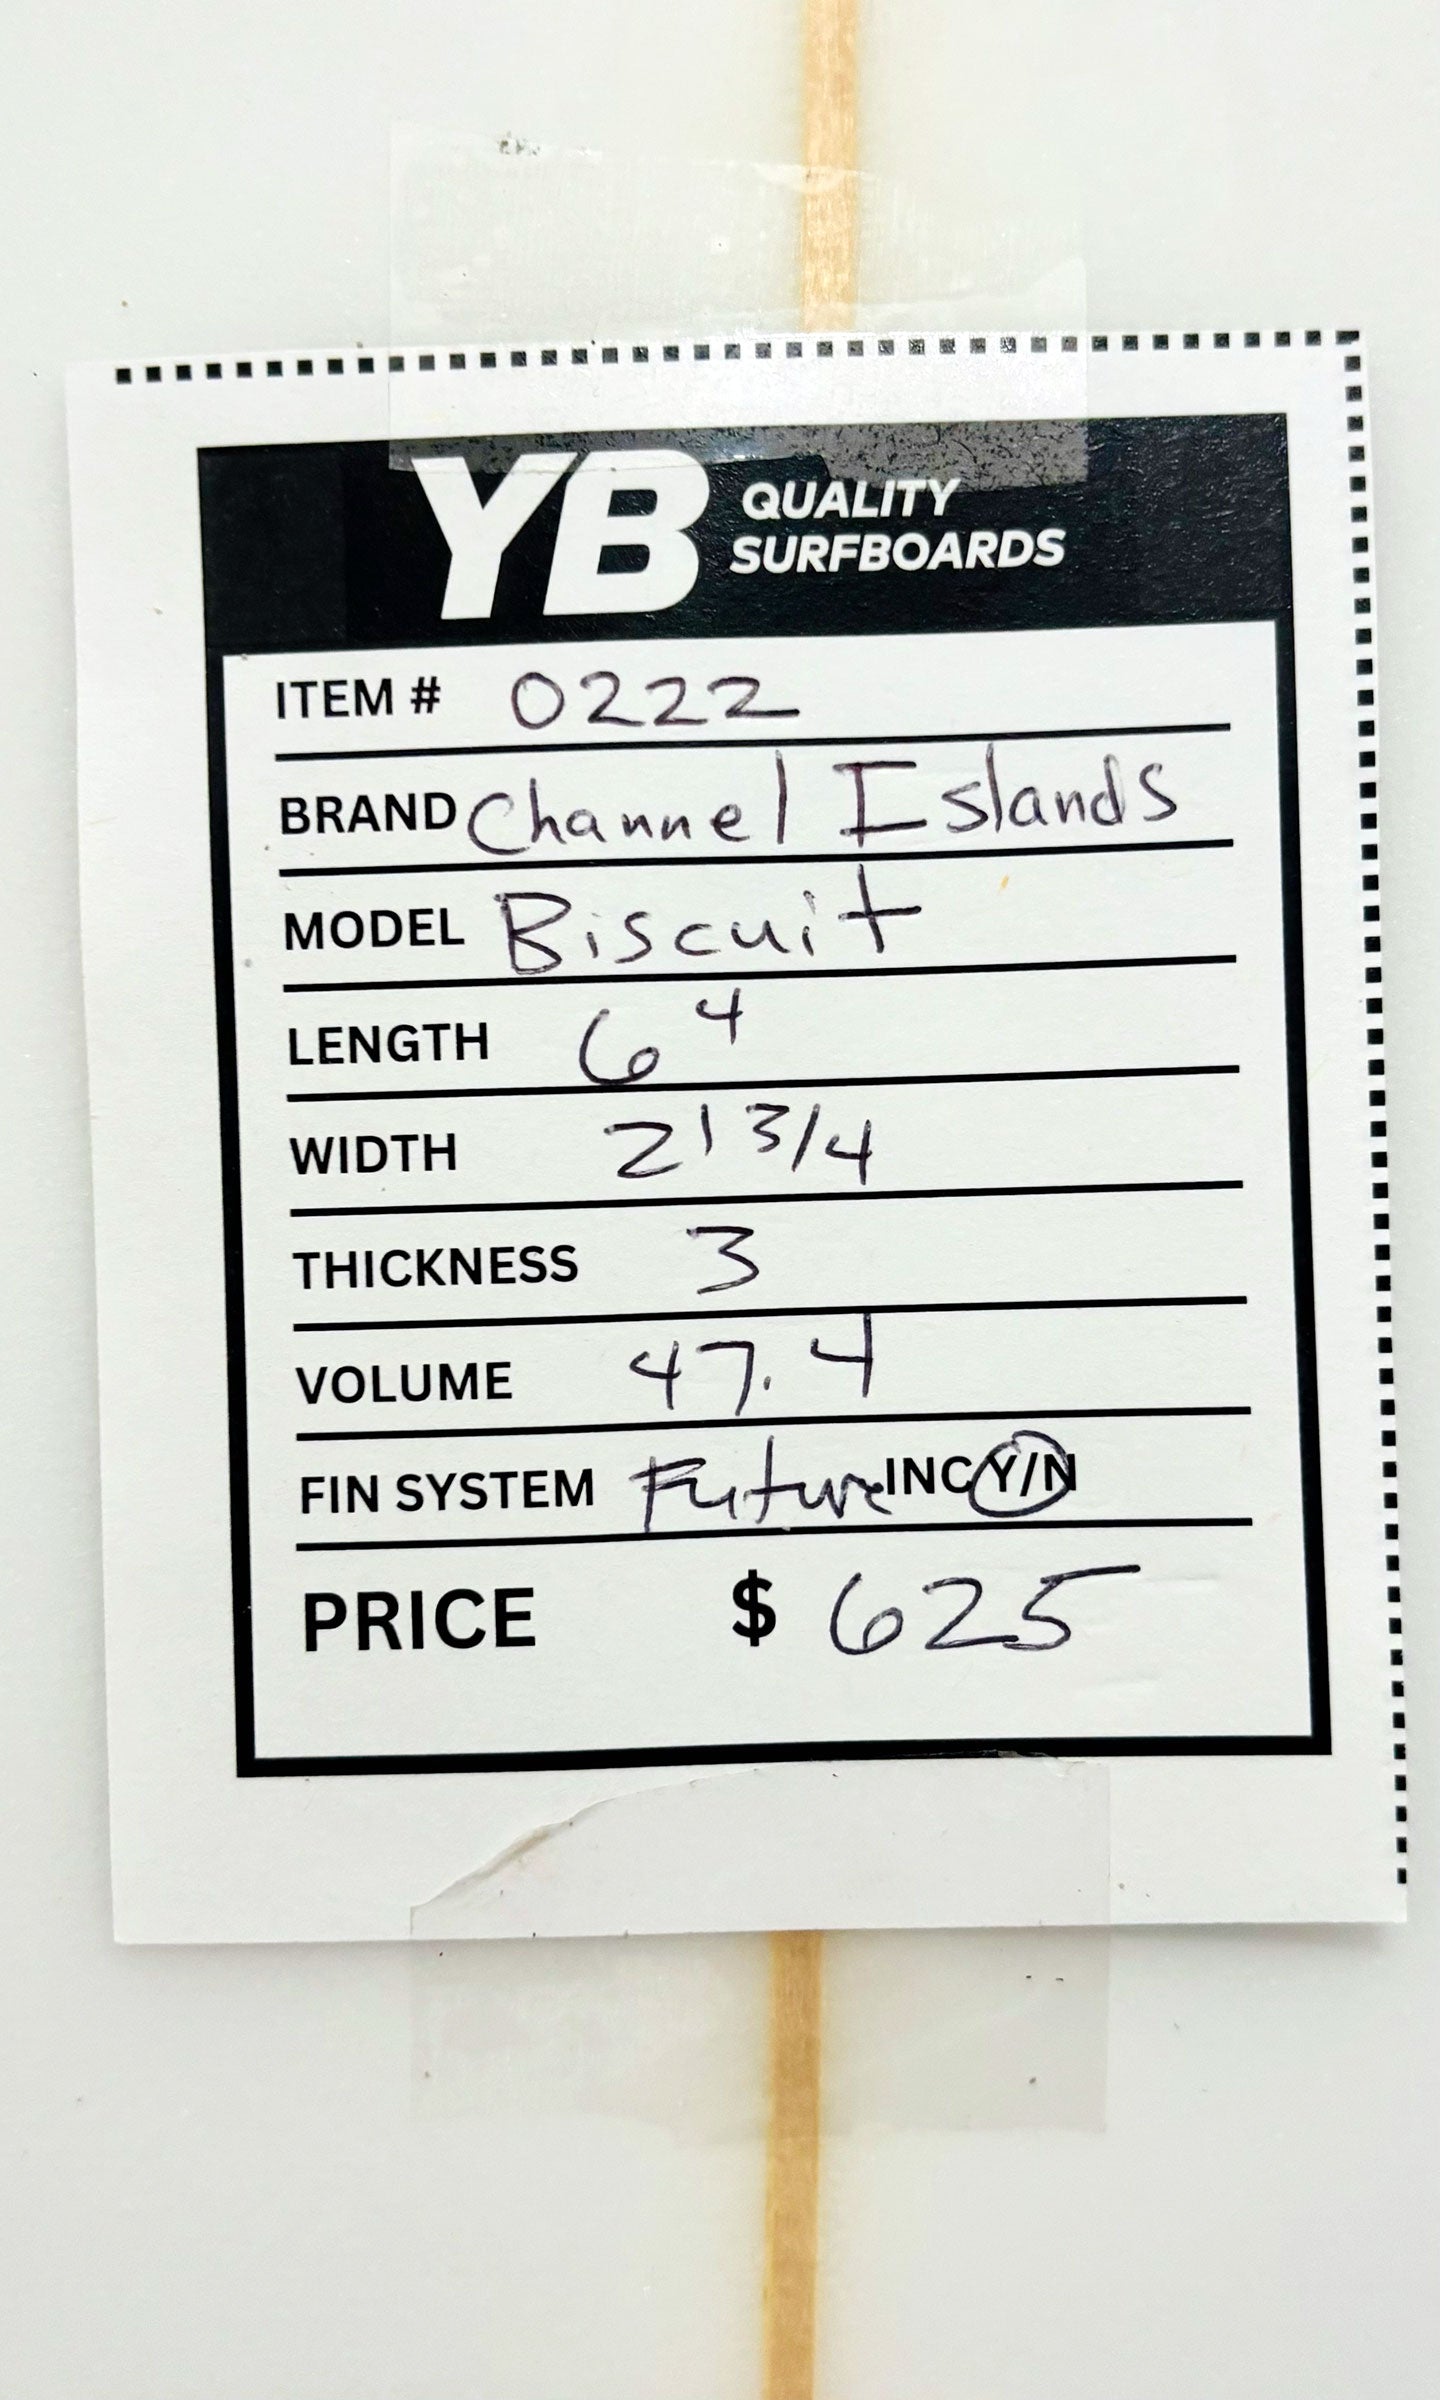 YB QUALITY
SURFBOARDS
ITEM # 0222
BRAND Channel Islands
MODEL Biscuit
LENGTH 6 4
WIDTH 21 3/4
THICKNESS 3
VOLUME 47.4
FIN SYSTEM Future INC Y/N
PRICE $ 625